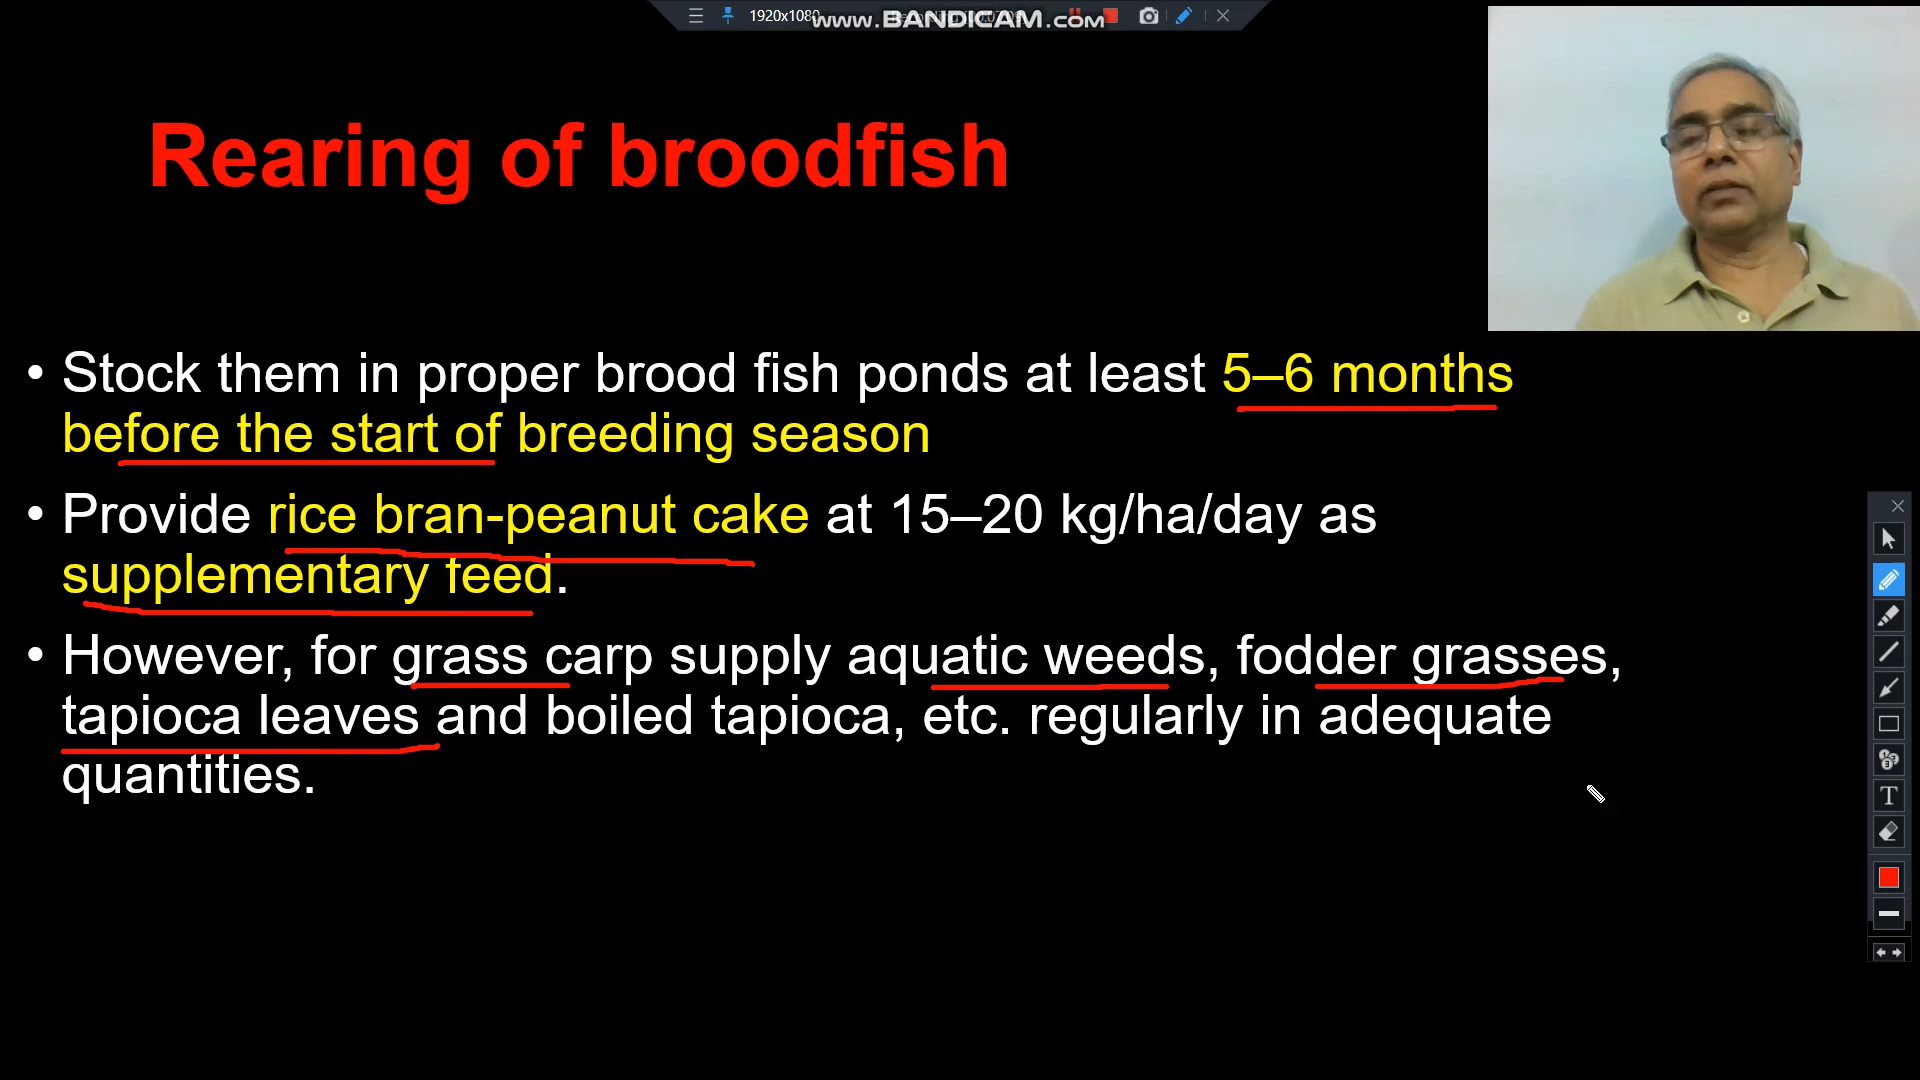 1920x1080
www.BANDICAM.com
Rearing of broodfish
• Stock them in proper brood fish ponds at least 5–6 months
before the start of breeding season
• Provide rice bran-peanut cake at 15–20 kg/ha/day as
supplementary feed.
• However, for grass carp supply aquatic weeds, fodder grasses,
tapioca leaves and boiled tapioca, etc. regularly in adequate
quantities.